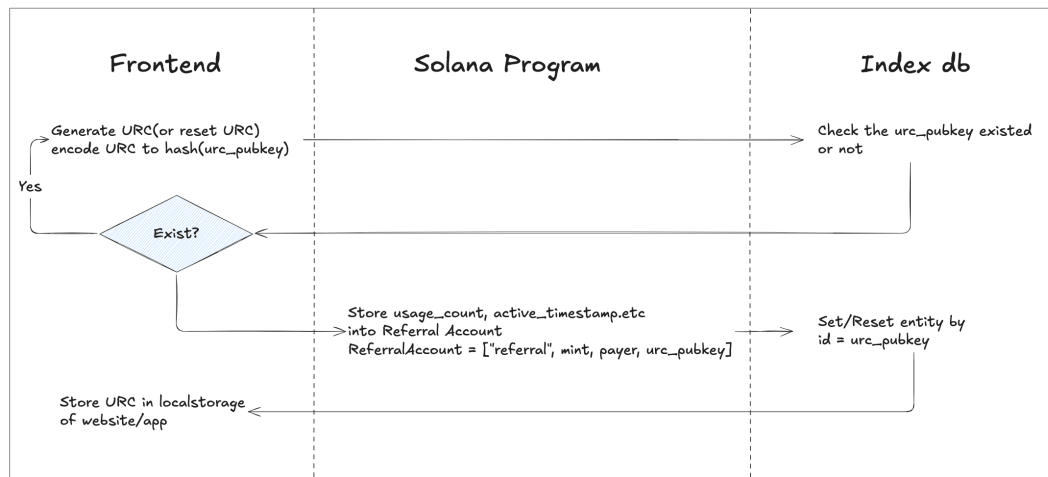 Frontend
Solana Program
Index db
Generate URC(or reset URC)
encode URC to hash(urc_pubkey)
Check the urc_pubkey existed
or not
Yes
Exist?
Store usage_count, active_timestamp.etc
into Referral Account
ReferralAccount = ["referral", mint, payer, urc_pubkey]
Set/Reset entity by
id = urc_pubkey
Store URC in localstorage
of website/app